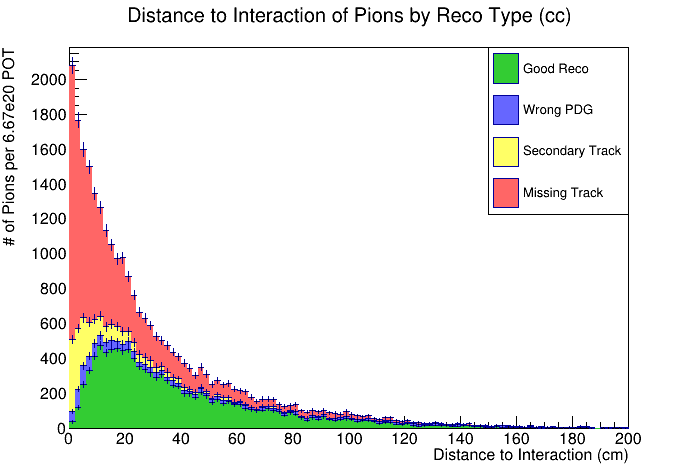 Distance to Interaction of Pions by Reco Type (cc)
# of Pions per 6.67e20 POT
2000
1800
1600
1400
1200
1000
800
600
400
200
0
Good Reco
Wrong PDG
Secondary Track
Missing Track
0 20 40 60 80 100 120 140 160 180 200
Distance to Interaction (cm)